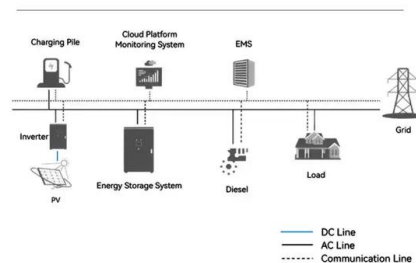 Charging Pile
Cloud Platform
Monitoring System
EMS
Grid
Inverter
PV
Energy Storage System
Diesel
Load
DC Line
AC Line
Communication Line